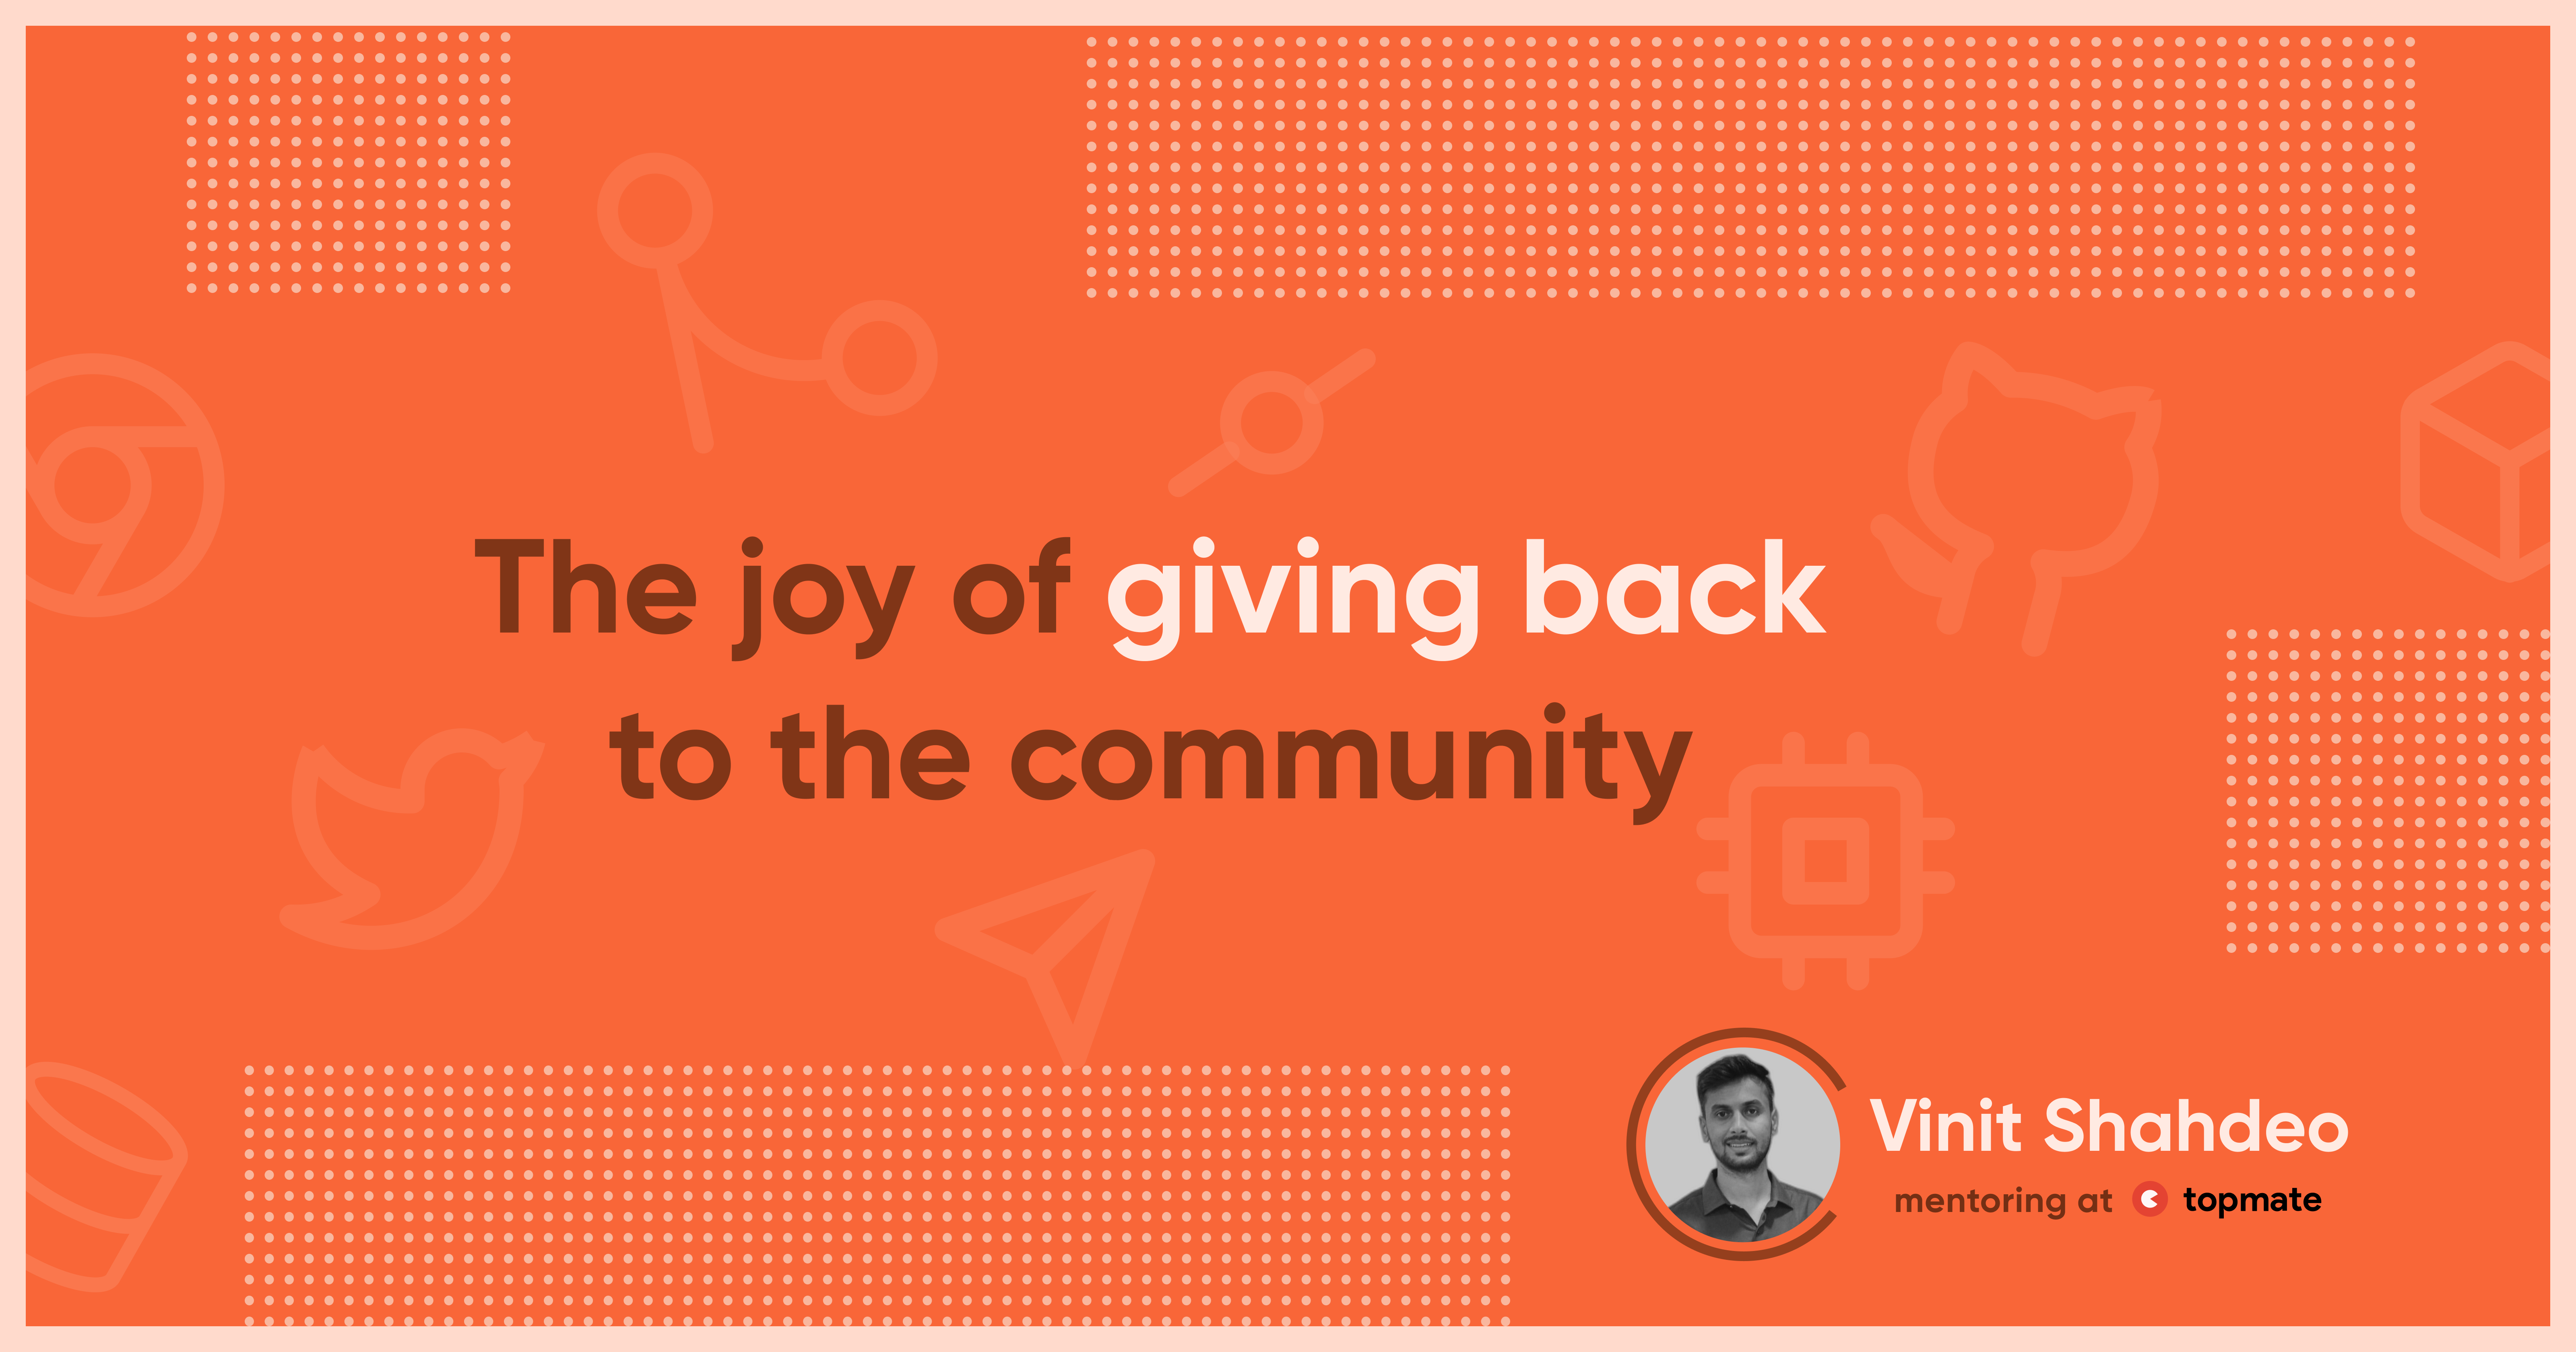 The joy of giving back
to the community
Vinit Shahdeo
mentoring at topmate